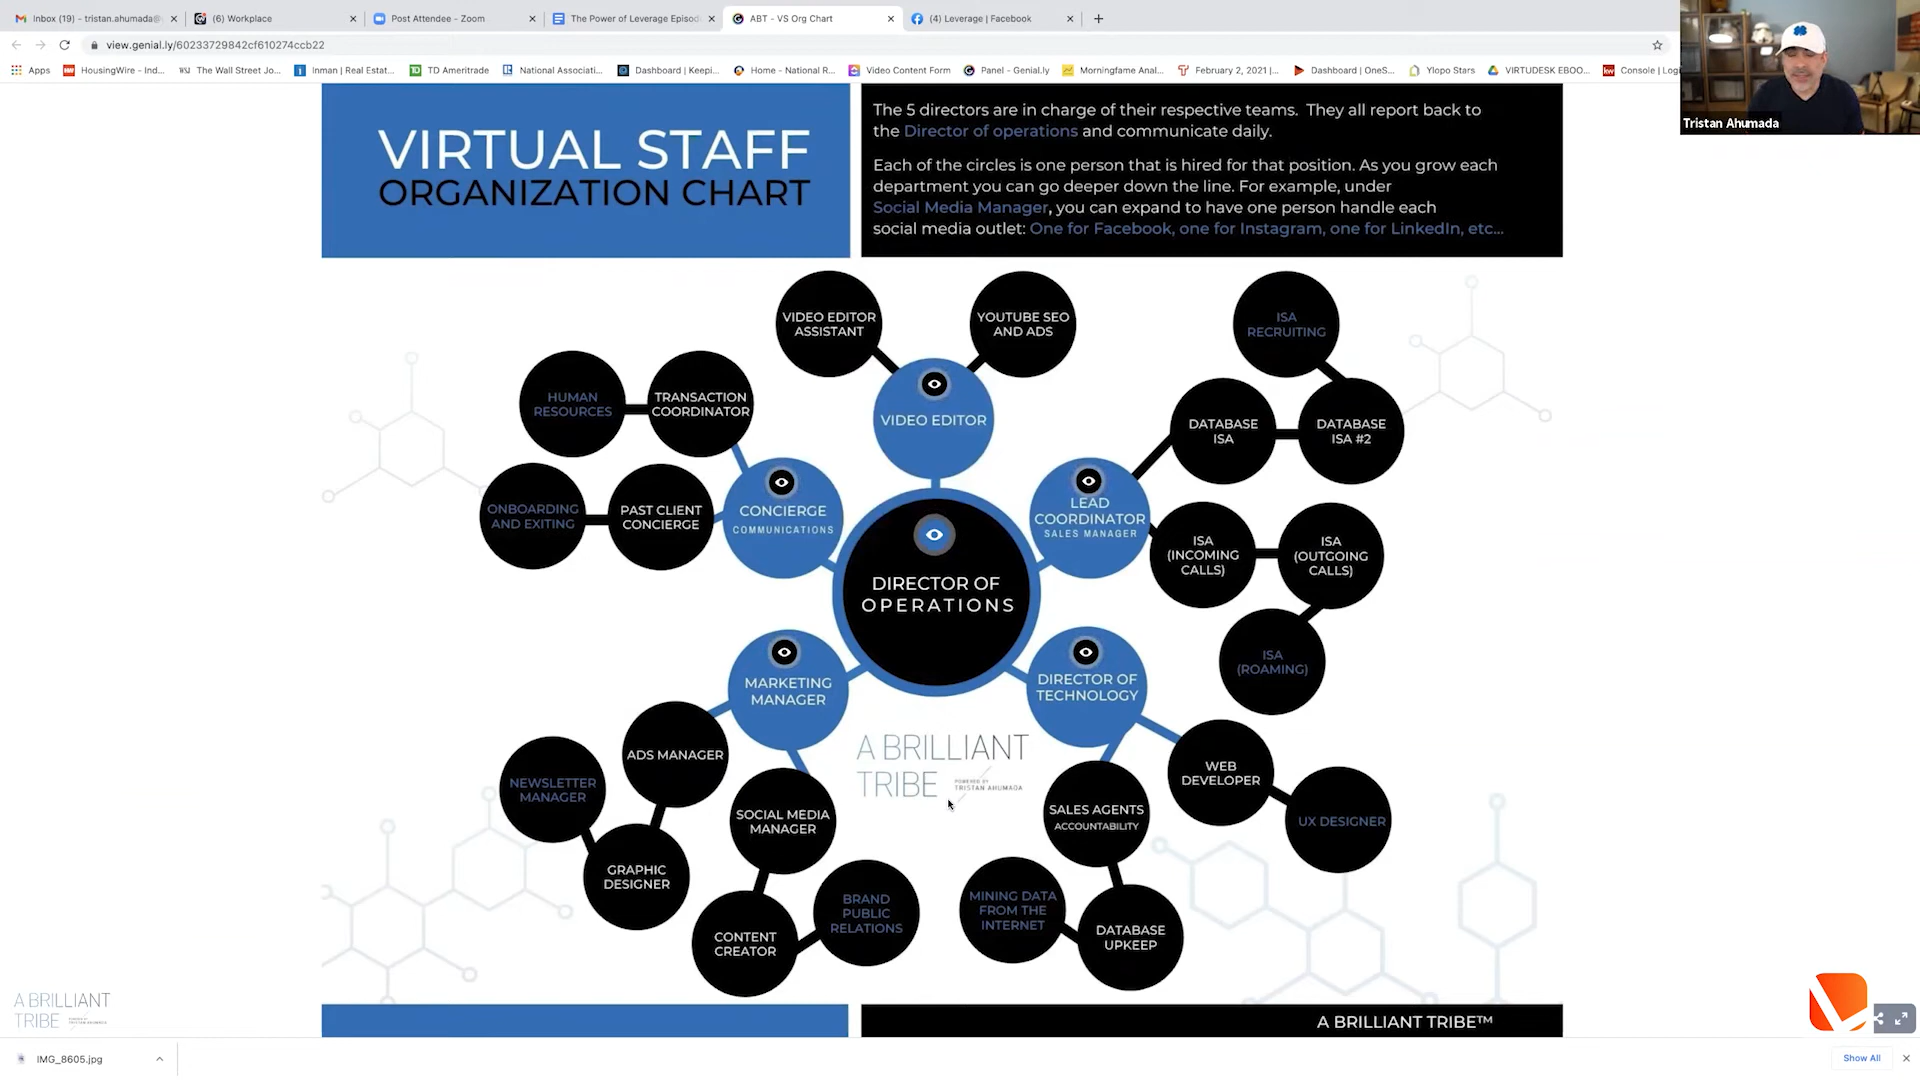 Inbox (19) - tristan.ahumada@
(6) Workplace
Post Attendee - Zoom
The Power of Leverage Episod
ABT - VS Org Chart
(4) Leverage | Facebook
view.genial.ly/60233729842cf610274ccb22
Apps
HousingWire - Ind...
The Wall Street Jo...
Inman | Real Estat...
TD Ameritrade
National Associati...
Dashboard | Keepi...
Home - National R...
Video Content Form
Panel - Genial.ly
Morningfame Anal...
February 2, 2021 |...
Dashboard | OneS...
Ylopo Stars
VIRTUDESK EBOO...
Console | Logi
Tristan Ahumada
VIRTUAL STAFF
ORGANIZATION CHART
The 5 directors are in charge of their respective teams. They all report back to
the Director of operations and communicate daily.
Each of the circles is one person that is hired for that position. As you grow each
department you can go deeper down the line. For example, under
Social Media Manager, you can expand to have one person handle each
social media outlet: One for Facebook, one for Instagram, one for LinkedIn, etc...
VIDEO EDITOR
ASSISTANT
YOUTUBE SEO
AND ADS
ISA
RECRUITING
HUMAN
RESOURCES
TRANSACTION
COORDINATOR
VIDEO EDITOR
DATABASE
ISA
DATABASE
ISA #2
ONBOARDING
AND EXITING
PAST CLIENT
CONCIERGE
CONCIERGE
COMMUNICATIONS
LEAD
COORDINATOR
SALES MANAGER
ISA
(INCOMING
CALLS)
ISA
(OUTGOING
CALLS)
DIRECTOR OF
OPERATIONS
ISA
(ROAMING)
MARKETING
MANAGER
DIRECTOR OF
TECHNOLOGY
ADS MANAGER
NEWSLETTER
MANAGER
SOCIAL MEDIA
MANAGER
GRAPHIC
DESIGNER
CONTENT
CREATOR
BRAND
PUBLIC
RELATIONS
A BRILLIANT
TRIBE
POWERED BY
TRISTAN AHUMADA
SALES AGENTS
ACCOUNTABILITY
WEB
DEVELOPER
UX DESIGNER
MINING DATA
FROM THE
INTERNET
DATABASE
UPKEEP
A BRILLIANT
TRIBE
A BRILLIANT TRIBE™
IMG_8605.jpg
Show All